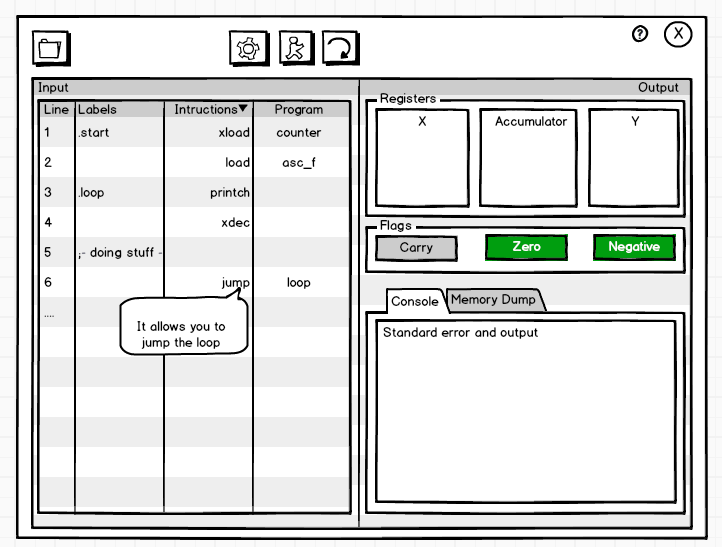 ?
X
Input
Output
Line Labels Intructions▼ Program
1 .start xload counter
2 load asc_f
3 .loop printch
4 xdec
5 ;- doing stuff -
6 jump loop
....
It allows you to
jump the loop
Registers
X Accumulator Y
Flags
Carry Zero Negative
Console Memory Dump
Standard error and output